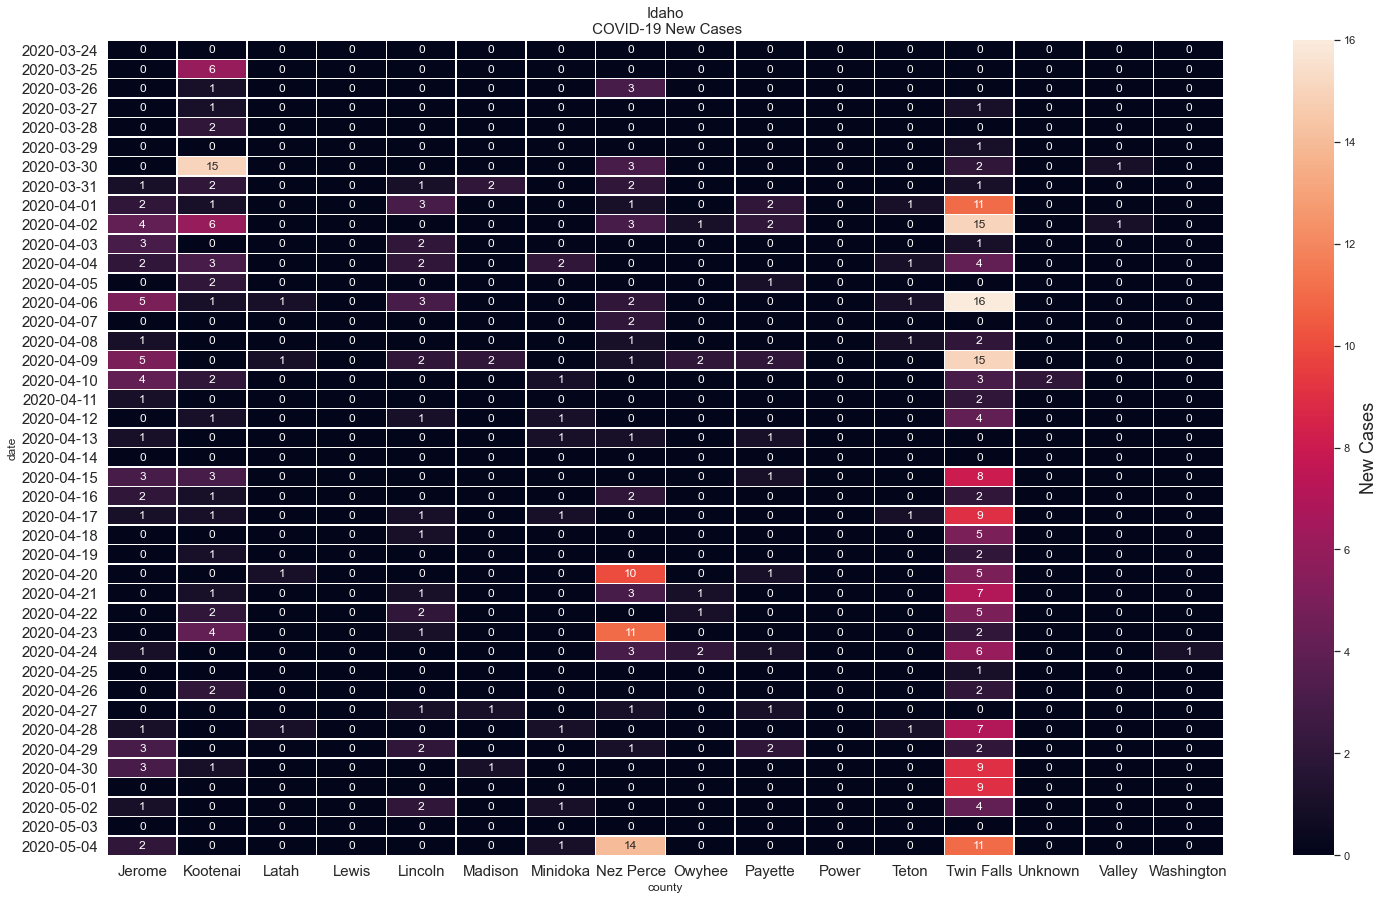 Idaho
COVID-19 New Cases
2020-03-24 0 0 0 0 0 0 0 0 0 0 0 0 0 0 0 0
2020-03-25 0 6 0 0 0 0 0 0 0 0 0 0 0 0 0 0
2020-03-26 0 1 0 0 0 0 0 3 0 0 0 0 0 0 0 0
2020-03-27 0 1 0 0 0 0 0 0 0 0 0 0 1 0 0 0
2020-03-28 0 2 0 0 0 0 0 0 0 0 0 0 0 0 0 0
2020-03-29 0 0 0 0 0 0 0 0 0 0 0 0 1 0 0 0
2020-03-30 0 15 0 0 0 0 0 3 0 0 0 0 2 0 1 0
2020-03-31 1 2 0 0 1 2 0 2 0 0 0 0 1 0 0 0
2020-04-01 2 1 0 0 3 0 0 1 0 2 0 1 11 0 0 0
2020-04-02 4 6 0 0 0 0 0 3 1 2 0 0 15 0 1 0
2020-04-03 3 0 0 0 2 0 0 0 0 0 0 0 1 0 0 0
2020-04-04 2 3 0 0 2 0 2 0 0 0 0 1 4 0 0 0
2020-04-05 0 2 0 0 0 0 0 0 0 1 0 0 0 0 0 0
2020-04-06 5 1 1 0 3 0 0 2 0 0 0 1 16 0 0 0
2020-04-07 0 0 0 0 0 0 0 2 0 0 0 0 0 0 0 0
2020-04-08 1 0 0 0 0 0 0 1 0 0 0 1 2 0 0 0
2020-04-09 5 0 1 0 2 2 0 1 2 2 0 0 15 0 0 0
2020-04-10 4 2 0 0 0 0 1 0 0 0 0 0 3 2 0 0
2020-04-11 1 0 0 0 0 0 0 0 0 0 0 0 2 0 0 0
2020-04-12 0 1 0 0 1 0 1 0 0 0 0 0 4 0 0 0
2020-04-13 1 0 0 0 0 0 1 1 0 1 0 0 0 0 0 0
2020-04-14 0 0 0 0 0 0 0 0 0 0 0 0 0 0 0 0
2020-04-15 3 3 0 0 0 0 0 0 0 1 0 0 8 0 0 0
2020-04-16 2 1 0 0 0 0 0 2 0 0 0 0 2 0 0 0
2020-04-17 1 1 0 0 1 0 1 0 0 0 0 1 9 0 0 0
2020-04-18 0 0 0 0 1 0 0 0 0 0 0 0 5 0 0 0
2020-04-19 0 1 0 0 0 0 0 0 0 0 0 0 2 0 0 0
2020-04-20 0 0 1 0 0 0 0 10 0 1 0 0 5 0 0 0
2020-04-21 0 1 0 0 1 0 0 3 1 0 0 0 7 0 0 0
2020-04-22 0 2 0 0 2 0 0 0 1 0 0 0 5 0 0 0
2020-04-23 0 4 0 0 1 0 0 11 0 0 0 0 2 0 0 0
2020-04-24 1 0 0 0 0 0 0 3 2 1 0 0 6 0 0 1
2020-04-25 0 0 0 0 0 0 0 0 0 0 0 0 1 0 0 0
2020-04-26 0 2 0 0 0 0 0 0 0 0 0 0 2 0 0 0
2020-04-27 0 0 0 0 1 1 0 1 0 1 0 0 0 0 0 0
2020-04-28 1 0 1 0 0 0 1 0 0 0 0 1 7 0 0 0
2020-04-29 3 0 0 0 2 0 0 1 0 2 0 0 2 0 0 0
2020-04-30 3 1 0 0 0 1 0 0 0 0 0 0 9 0 0 0
2020-05-01 0 0 0 0 0 0 0 0 0 0 0 0 9 0 0 0
2020-05-02 1 0 0 0 2 0 1 0 0 0 0 0 4 0 0 0
2020-05-03 0 0 0 0 0 0 0 0 0 0 0 0 0 0 0 0
2020-05-04 2 0 0 0 0 0 1 14 0 0 0 0 11 0 0 0
Jerome Kootenai Latah Lewis Lincoln Madison Minidoka Nez Perce Owyhee Payette Power Teton Twin Falls Unknown Valley Washington
county
date
16
14
12
10
8
6
4
2
0
New Cases